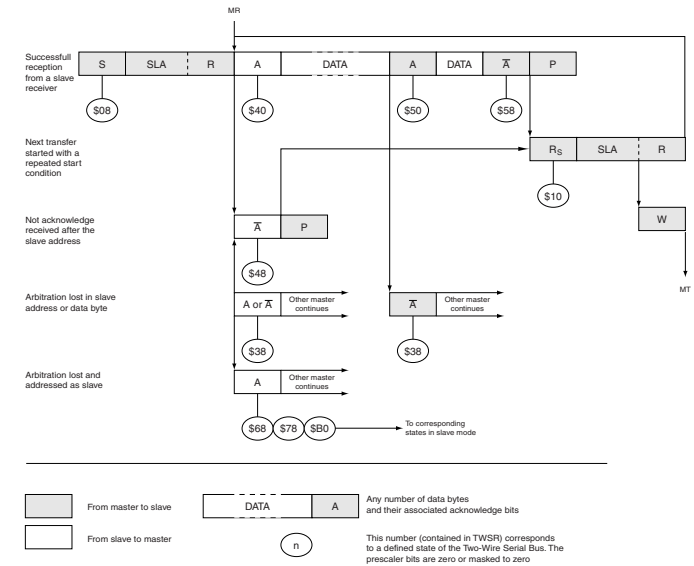 MR
Successfull
reception
from a slave
receiver
S SLA R A DATA A DATA A̅ P
$08 $40 $50 $58
Next transfer
started with a
repeated start
condition
RS SLA R
$10
Not acknowledge
received after the
slave address
A̅ P
W
$48
MT
Arbitration lost in slave
address or data byte
A or A̅ Other master
continues
A̅ Other master
continues
$38 $38
Arbitration lost and
addressed as slave
A Other master
continues
$68 $78 $B0
To corresponding
states in slave mode
From master to slave
DATA A
Any number of data bytes
and their associated acknowledge bits
From slave to master
n
This number (contained in TWSR) corresponds
to a defined state of the Two-Wire Serial Bus. The
prescaler bits are zero or masked to zero